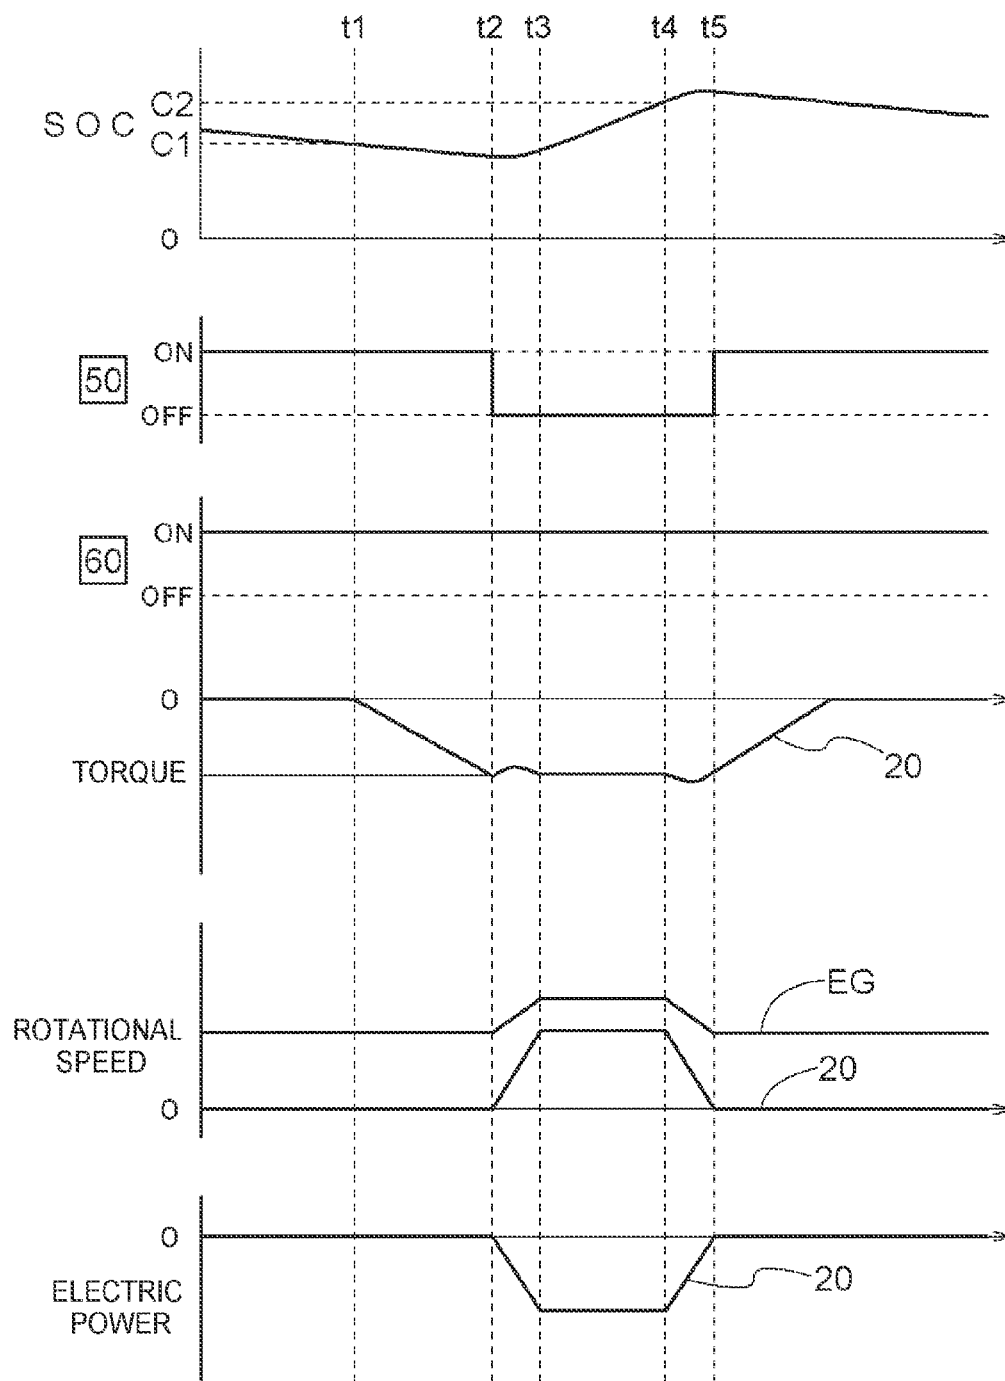 t1 t2 t3 t4 t5
C2
SOC
C1
0
ON
50
OFF
ON
60
OFF
0
TORQUE
20
EG
ROTATIONAL
SPEED
20
0
0
20
ELECTRIC
POWER